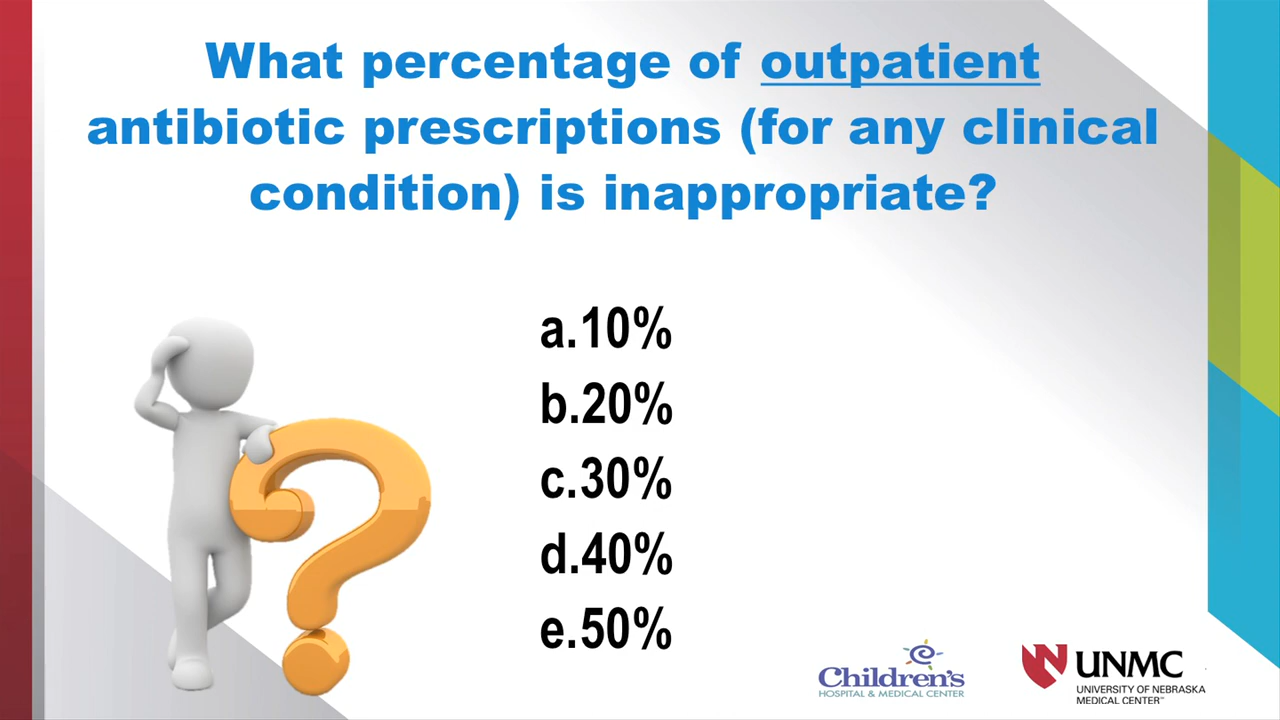 What percentage of outpatient
antibiotic prescriptions (for any clinical
condition) is inappropriate?
a.10%
b.20%
c.30%
d.40%
e.50%
Children's
HOSPITAL & MEDICAL CENTER
UNMC
UNIVERSITY OF NEBRASKA
MEDICAL CENTER™